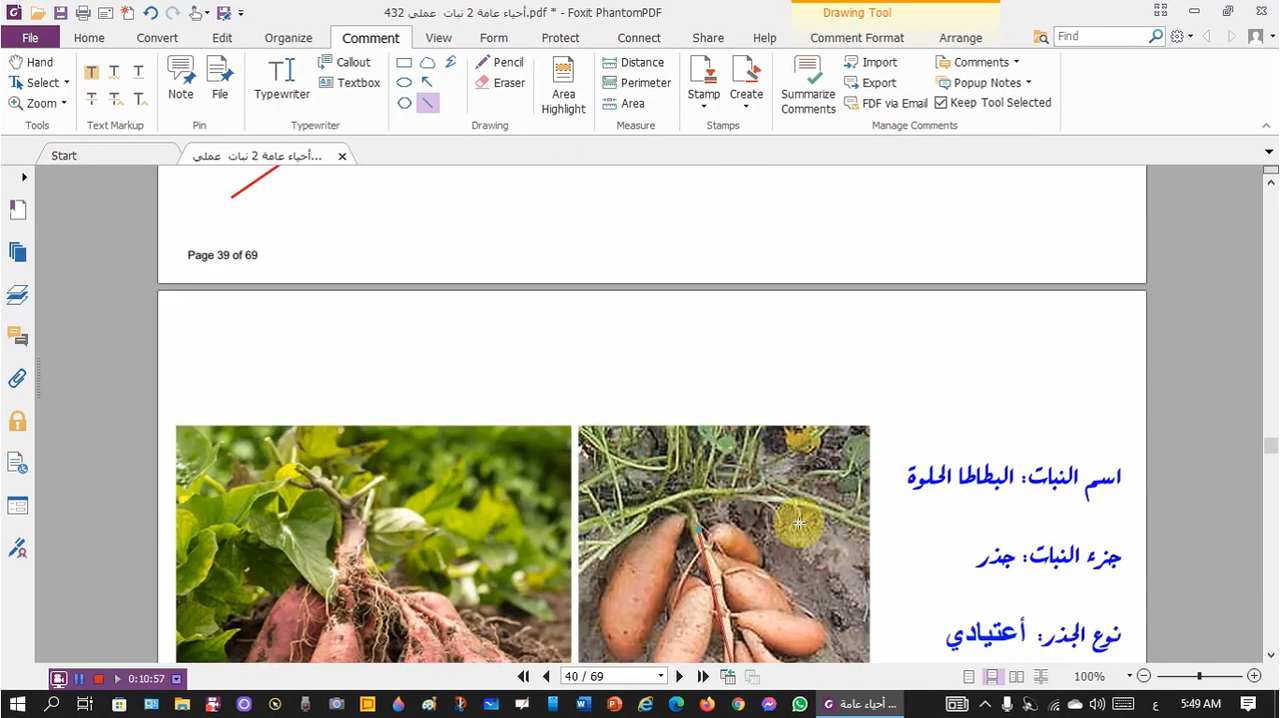 أحياء عامة 2 نبات عملي 432.pdf * - Foxit PhantomPDF
Drawing Tool
File
Home
Convert
Edit
Organize
Comment
View
Form
Protect
Connect
Share
Help
Comment Format
Arrange
Find
Hand
Select
Zoom
Tools
Text Markup
Note
File
Pin
Typewriter
Callout
Textbox
Typewriter
Pencil
Eraser
Drawing
Area Highlight
Distance
Perimeter
Area
Measure
Stamp
Create
Stamps
Summarize Comments
Import
Export
FDF via Email
Comments
Popup Notes
Keep Tool Selected
Manage Comments
Start
أحياء عامة 2 نبات عملي...
Page 39 of 69
اسم النبات: البطاطا الحلوة
جزء النبات: جذر
نوع الجذر: أعتيادي
0:10:57
40 / 69
100%
أحياء عامة ...
ع
5:49 AM